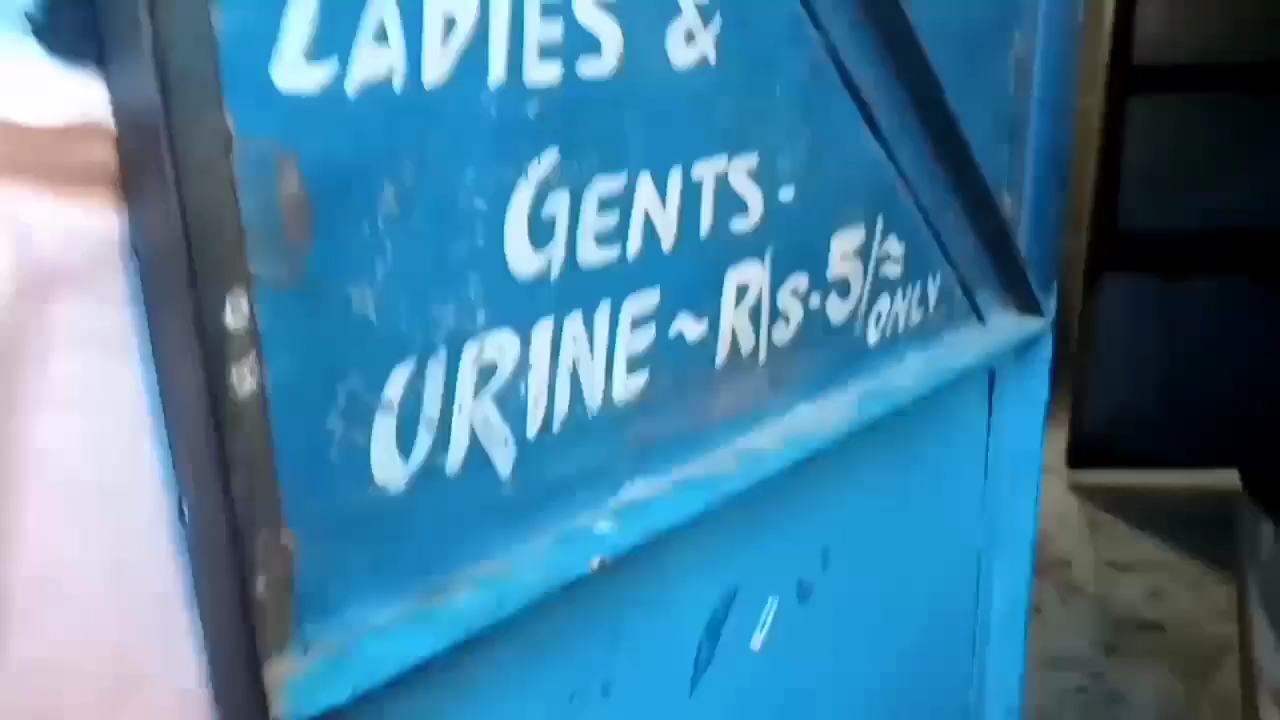 LADIES &
GENTS.
URINE ~ R/S. 5/=
ONLY